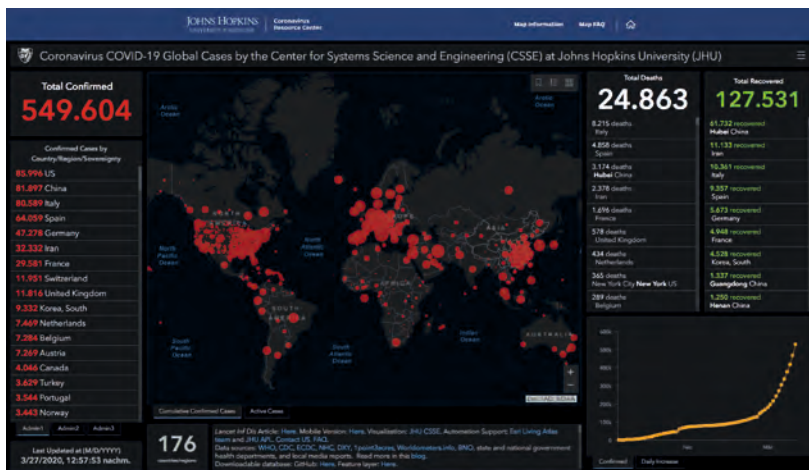 JOHNS HOPKINS
Coronavirus
Resource Center
Map Information Map FAQ
Coronavirus COVID-19 Global Cases by the Center for Systems Science and Engineering (CSSE) at Johns Hopkins University (JHU)
Total Confirmed
549.604
Confirmed Cases by
Country/Region/Sovereignty
85.996 US
81.897 China
80.589 Italy
64.059 Spain
47.278 Germany
32.332 Iran
29.581 France
11.951 Switzerland
11.816 United Kingdom
9.332 Korea, South
7.469 Netherlands
7.284 Belgium
7.269 Austria
4.046 Canada
3.629 Turkey
3.544 Portugal
3.443 Norway
Admin1 Admin2 Admin3
Last Updated at (M/D/YYYY)
3/27/2020, 12:57:53 nachm.
Arctic
Ocean
Arctic
Ocean
NORTH
AMERICA
EUROPE
ASIA
North
Pacific
Ocean
North
Atlantic
Ocean
AFRICA
SOUTH
AMERICA
Indian
Ocean
AUSTRALIA
South
Pacific
Ocean
South
Atlantic
Ocean
Cumulative Confirmed Cases Active Cases
176
countries/regions
Lancet Inf Dis Article: Here. Mobile Version: Here. Visualization: JHU CSSE. Automation Support: Esri Living Atlas
team and JHU APL. Contact US. FAQ.
Data sources: WHO, CDC, ECDC, NHC, DXY, 1point3acres, Worldometers.info, BNO, state and national government
health departments, and local media reports. Read more in this blog.
Downloadable database: GitHub: Here. Feature layer: Here.
Total Deaths
24.863
8.215 deaths
Italy
4.858 deaths
Spain
3.174 deaths
Hubei China
2.378 deaths
Iran
1.696 deaths
France
578 deaths
United Kingdom
434 deaths
Netherlands
365 deaths
New York City New York US
289 deaths
Belgium
Total Recovered
127.531
61.732 recovered
Hubei China
11.133 recovered
Iran
10.361 recovered
Italy
9.357 recovered
Spain
5.673 recovered
Germany
4.948 recovered
France
4.528 recovered
Korea, South
1.337 recovered
Guangdong China
1.250 recovered
Henan China
Confirmed Daily Increase